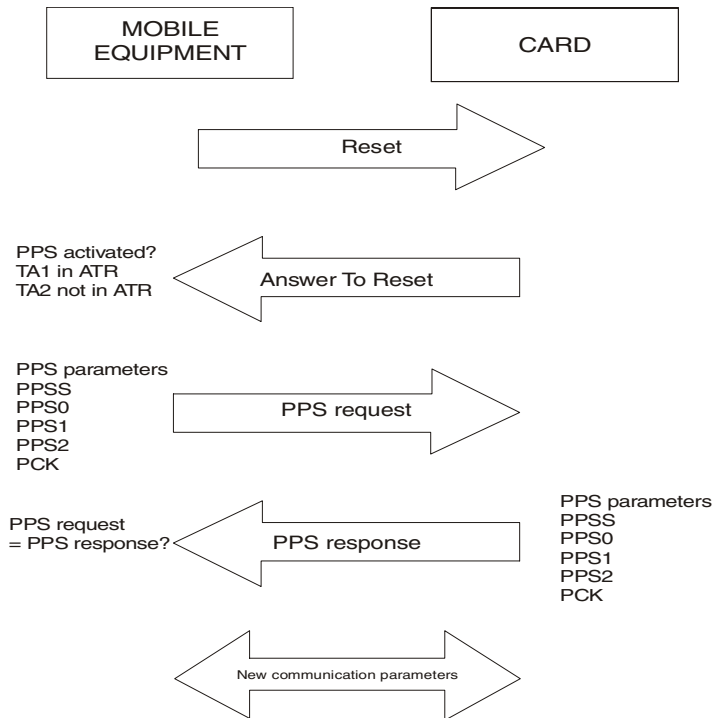 MOBILE
EQUIPMENT
CARD
Reset
PPS activated?
TA1 in ATR
TA2 not in ATR
Answer To Reset
PPS parameters
PPSS
PPS0
PPS1
PPS2
PCK
PPS request
PPS request
= PPS response?
PPS response
PPS parameters
PPSS
PPS0
PPS1
PPS2
PCK
New communication parameters